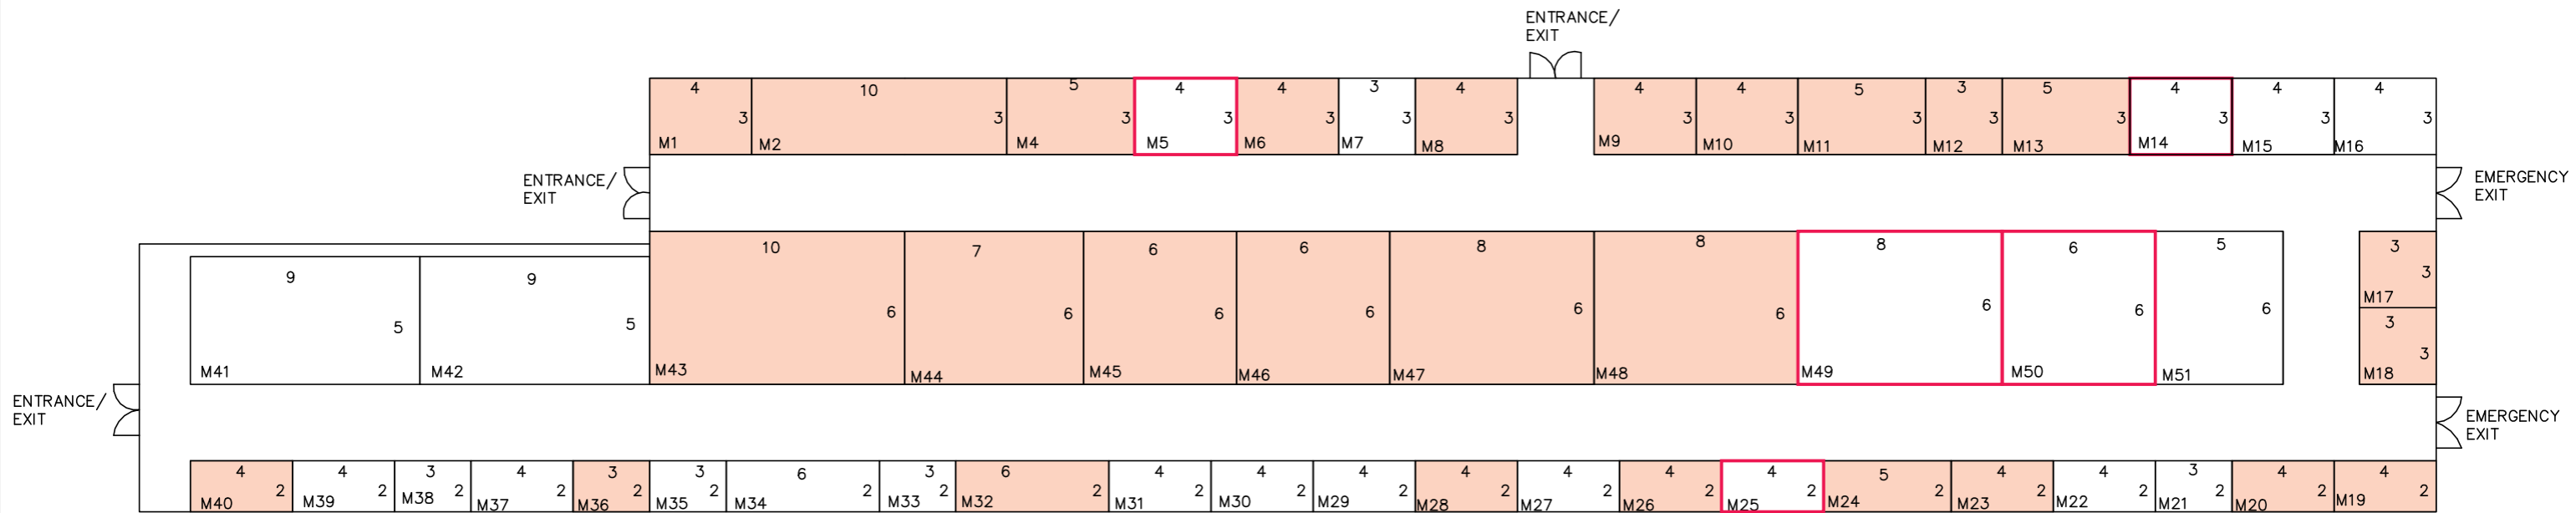 ENTRANCE/
EXIT
4 10 5 4 4 3 4 4 4 5 3 5 4 4 4
3 3 3 3 3 3 3 3 3 3 3 3 3 3 3
M1 M2 M4 M5 M6 M7 M8 M9 M10 M11 M12 M13 M14 M15 M16
ENTRANCE/
EXIT
EMERGENCY
EXIT
10 7 6 6 8 8 8 6 5 3
9 9 3
5 5 6 6 6 6 6 6 6 6 6
M17
3
3
M41 M42 M43 M44 M45 M46 M47 M48 M49 M50 M51 M18
ENTRANCE/
EXIT
EMERGENCY
EXIT
4 4 3 4 3 3 6 3 6 4 4 4 4 4 4 4 5 4 4 3 4 4
2 2 2 2 2 2 2 2 2 2 2 2 2 2 2 2 2 2 2 2 2 2
M40 M39 M38 M37 M36 M35 M34 M33 M32 M31 M30 M29 M28 M27 M26 M25 M24 M23 M22 M21 M20 M19